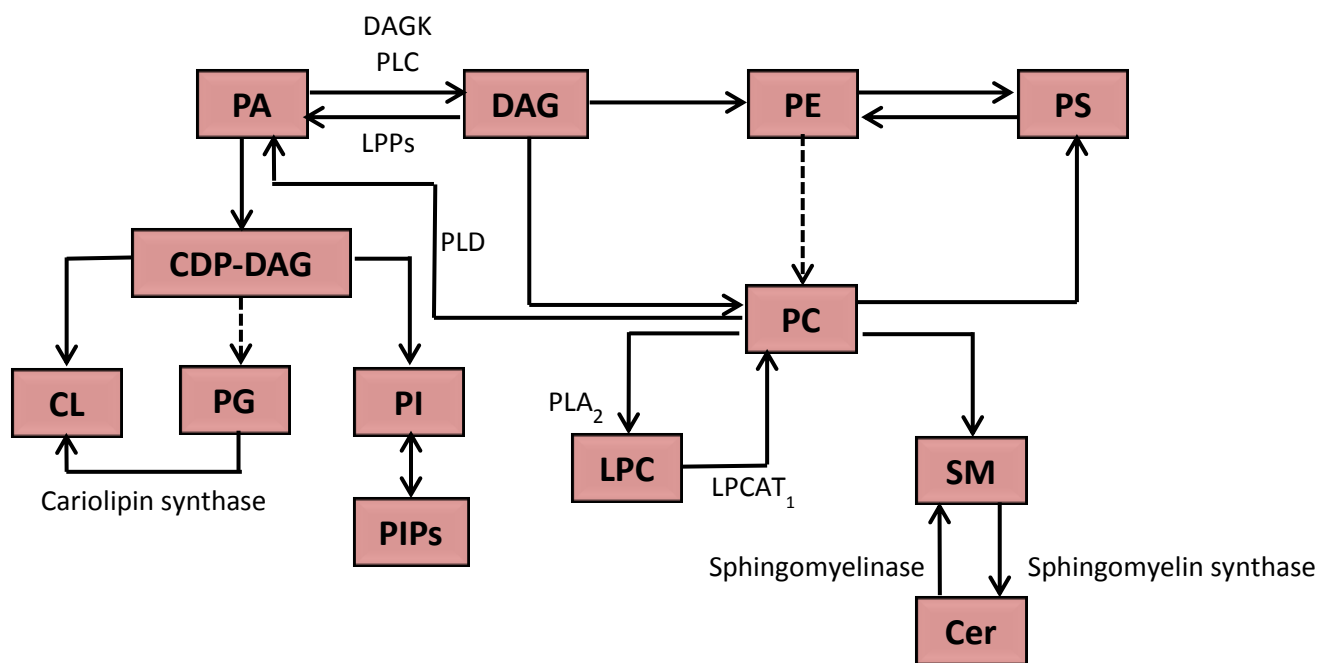 DAGK
PLC
PA
DAG
PE
PS
LPPs
PLD
CDP-DAG
PC
CL
PG
PI
PLA2
LPC
LPCAT1
SM
Cariolipin synthase
PIPs
Sphingomyelinase
Sphingomyelin synthase
Cer